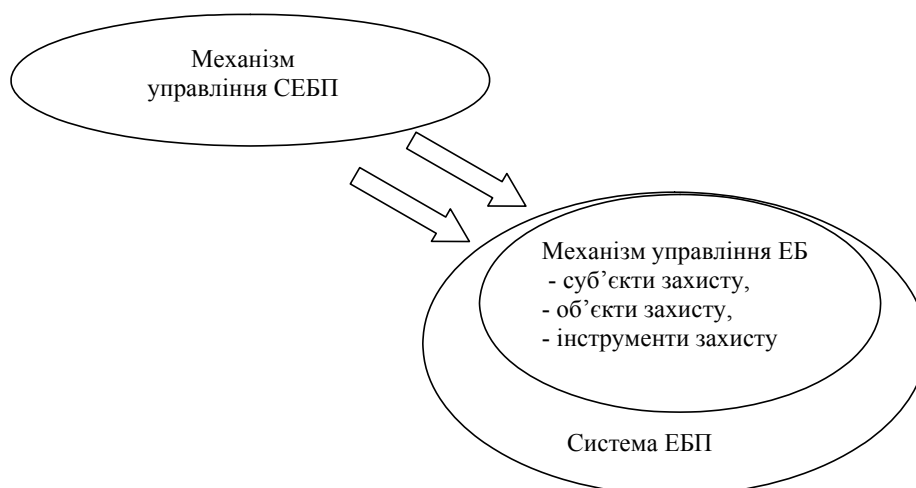 Механізм
управління СЕБП
Механізм управління ЕБ
- суб’єкти захисту,
- об’єкти захисту,
- інструменти захисту
Система ЕБП